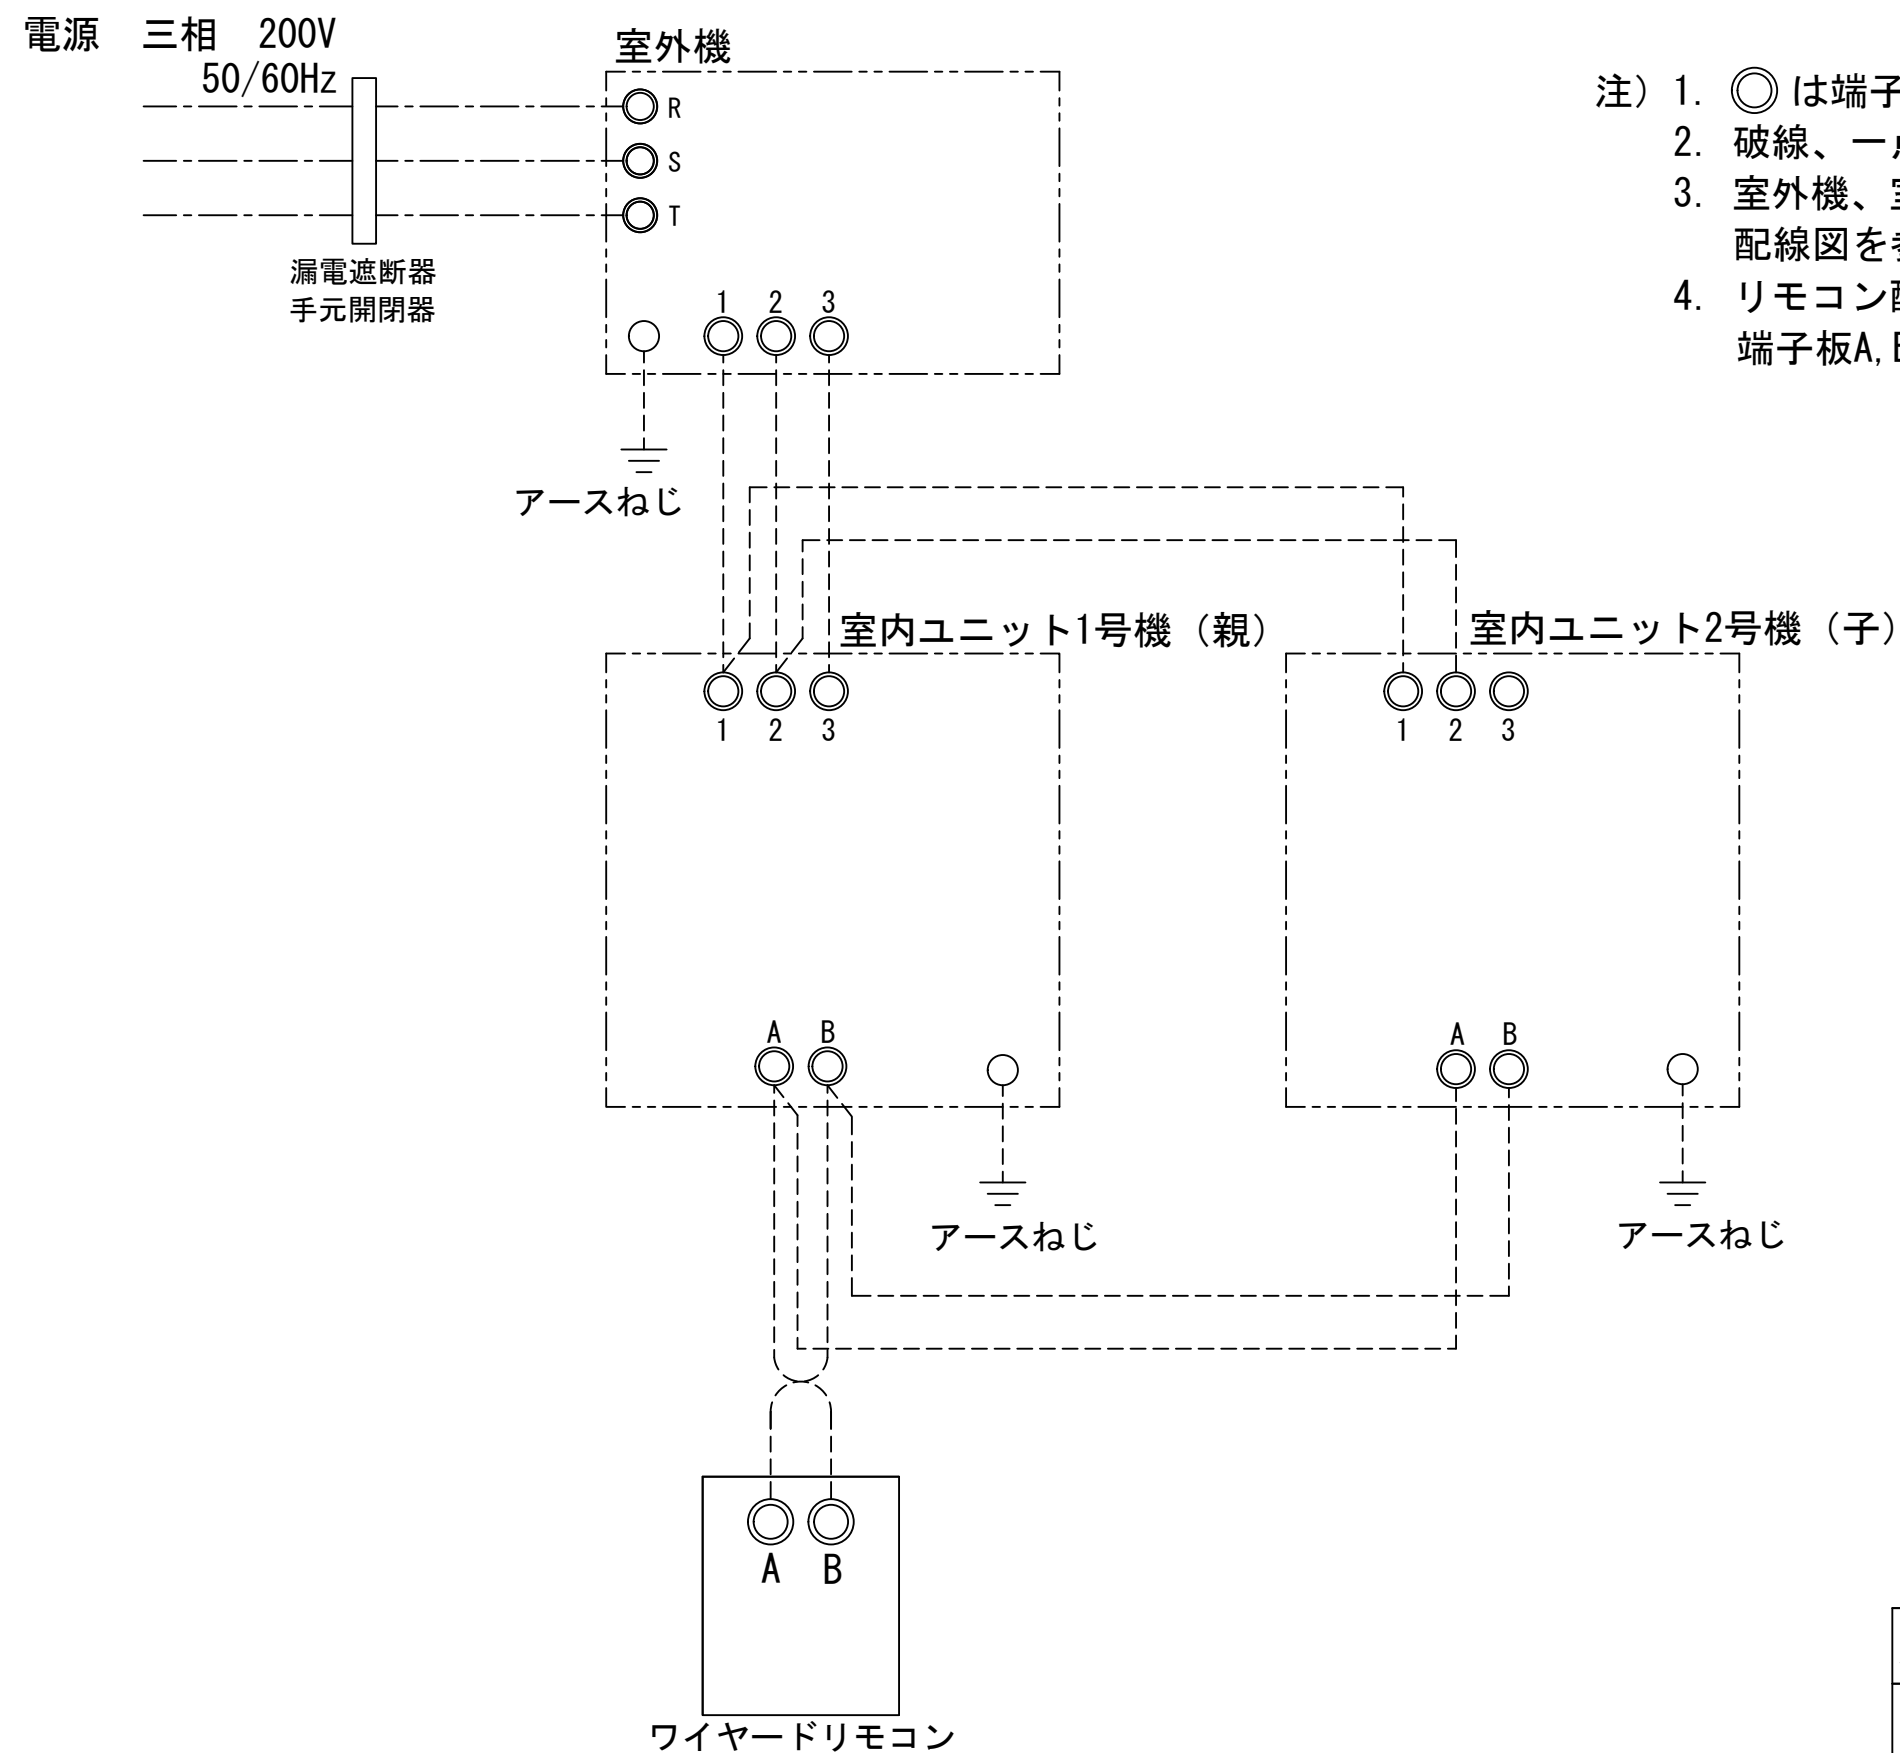 電源　三相　200V
50/60Hz
室外機
R
S
T
漏電遮断器
手元開閉器
1 2 3
アースねじ
注）1. ◎は端子
2. 破線、一点
3. 室外機、
配線図を
4. リモコン配
端子板A,B
室内ユニット1号機（親）
1 2 3
室内ユニット2号機（子）
1 2 3
A B
アースねじ
A B
アースねじ
A B
ワイヤードリモコン